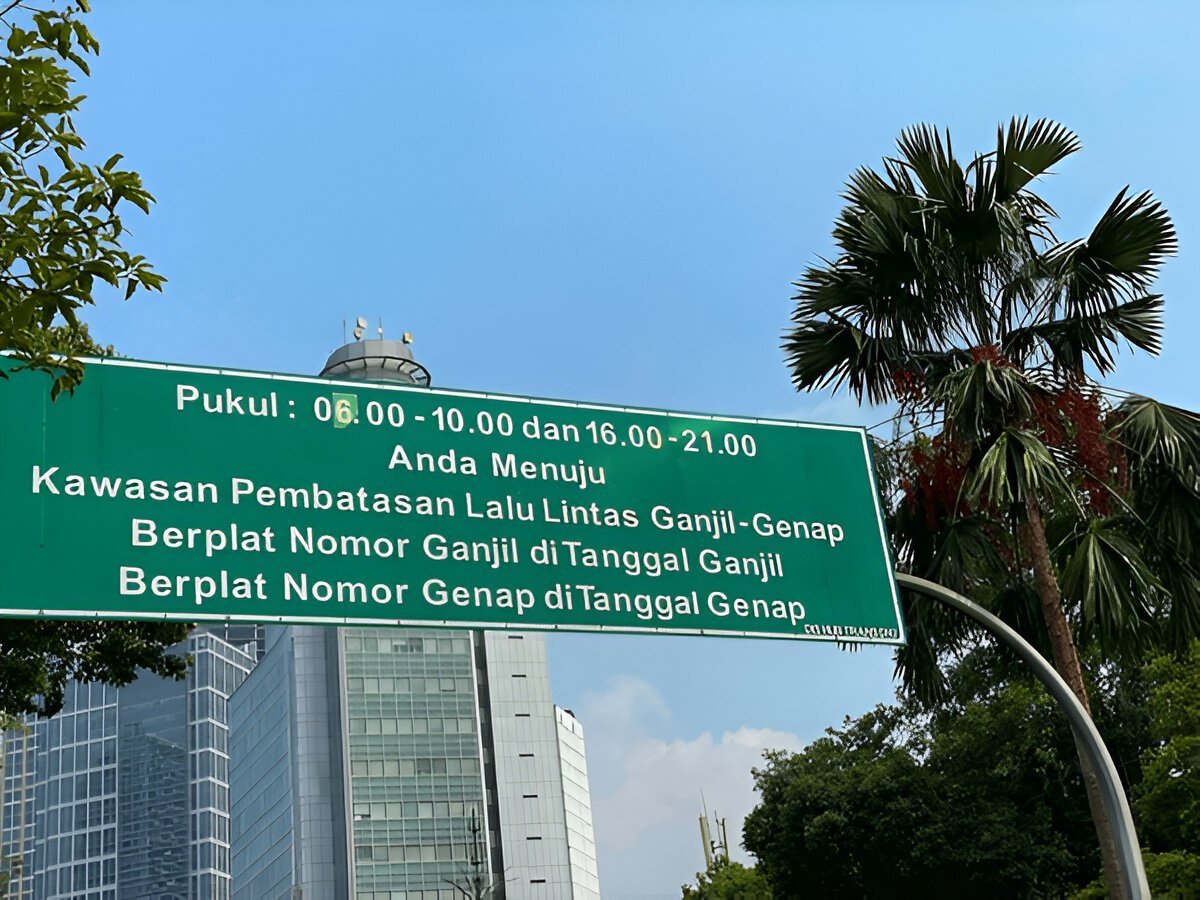 Pukul : 06.00 - 10.00 dan 16.00 - 21.00
Anda Menuju
Kawasan Pembatasan Lalu Lintas Ganjil-Genap
Berplat Nomor Ganjil di Tanggal Ganjil
Berplat Nomor Genap di Tanggal Genap